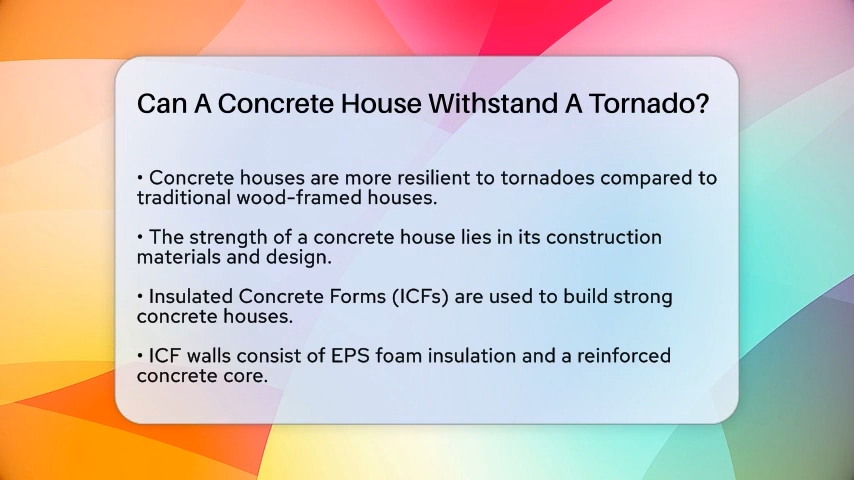 Can A Concrete House Withstand A Tornado?
• Concrete houses are more resilient to tornadoes compared to
traditional wood-framed houses.
• The strength of a concrete house lies in its construction
materials and design.
• Insulated Concrete Forms (ICFs) are used to build strong
concrete houses.
• ICF walls consist of EPS foam insulation and a reinforced
concrete core.